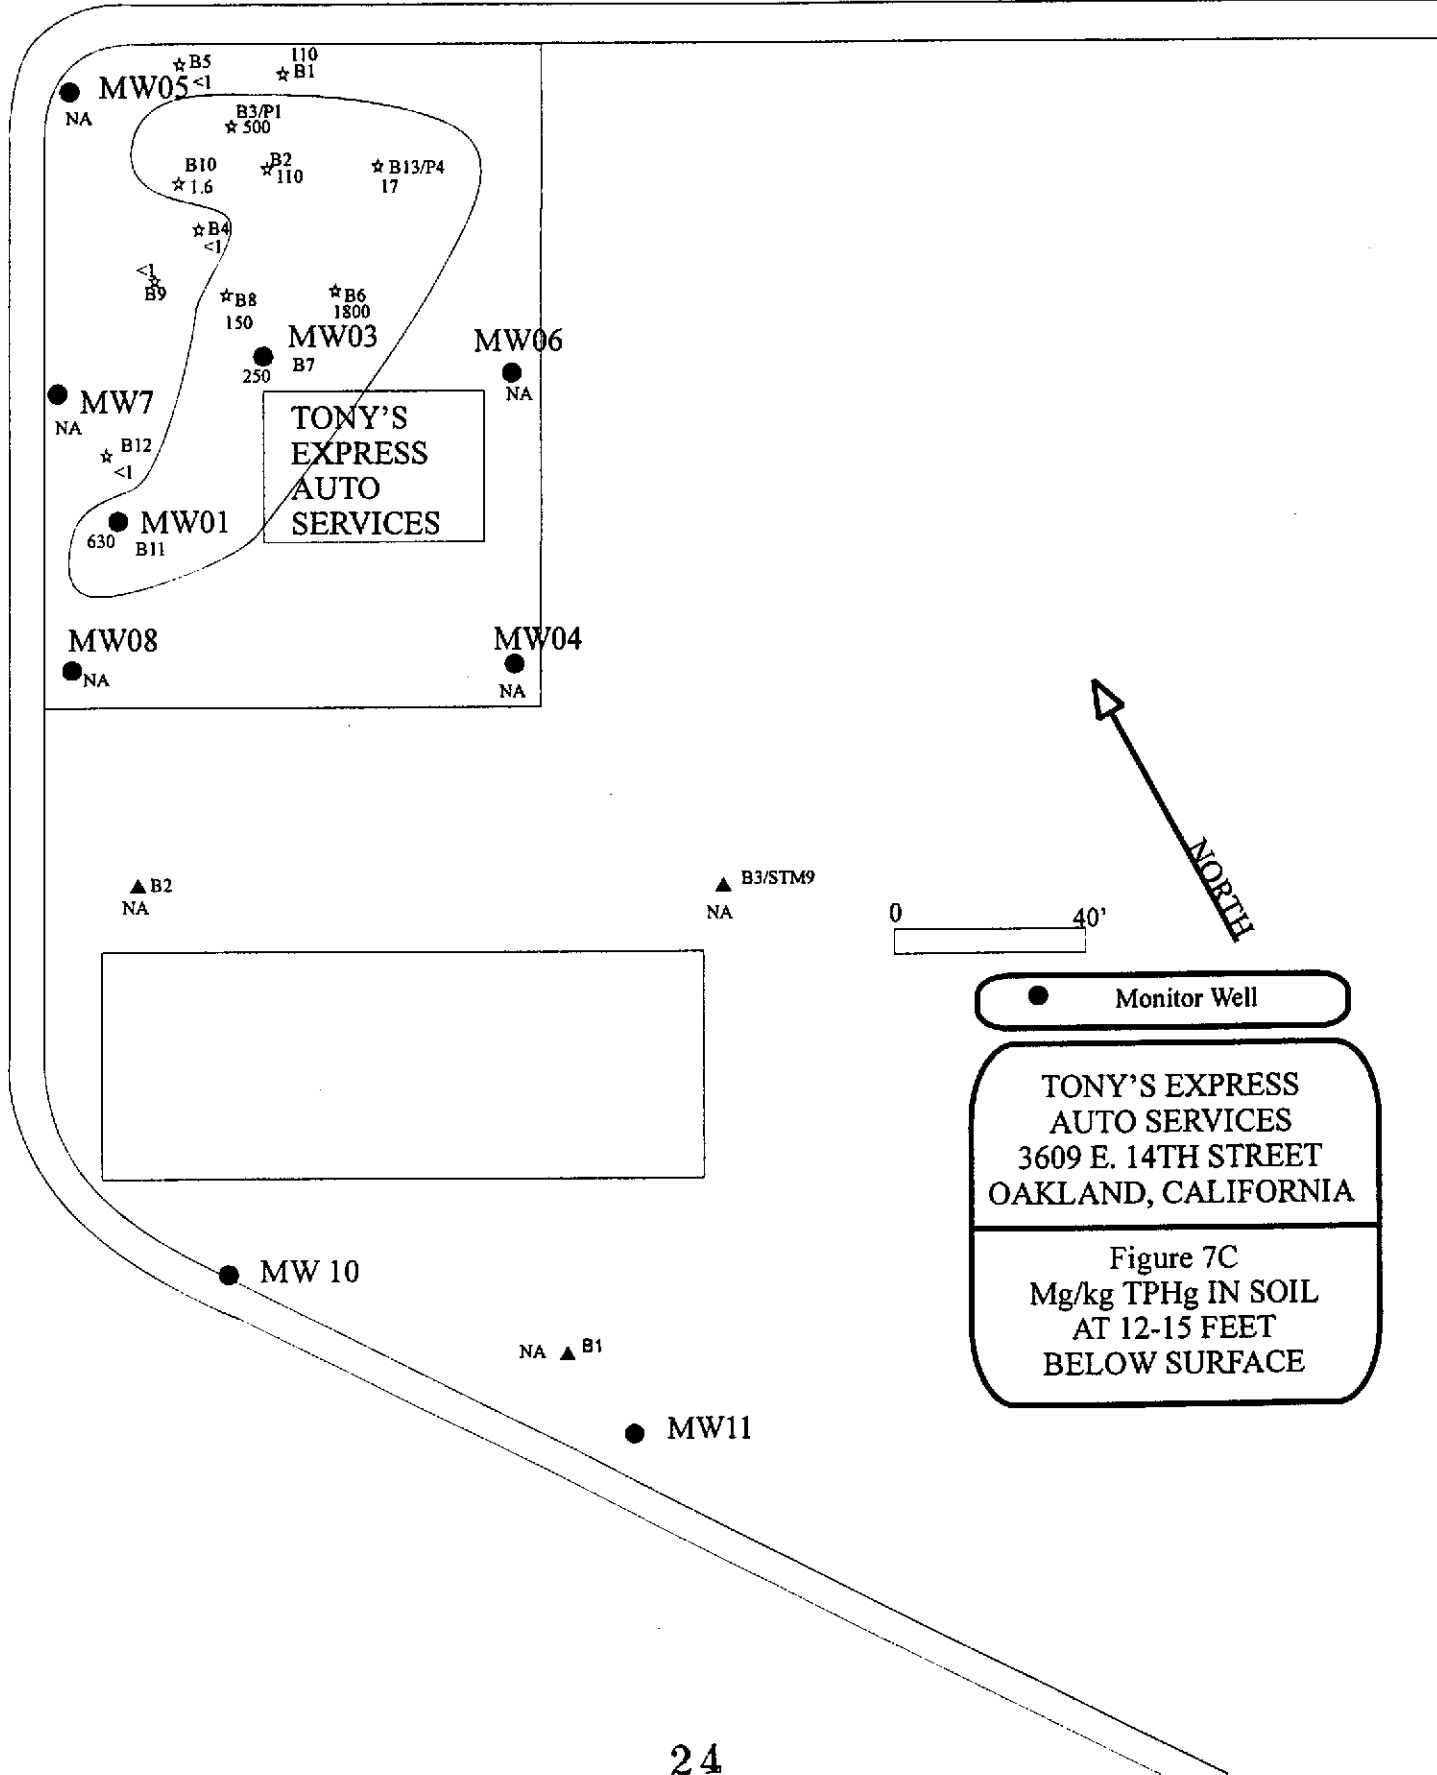 110
B5
B1
<1
MW05
NA
B3/P1
500
B10
1.6
B2
110
B13/P4
17
B4
<1
<1
B9
B8
150
B6
1800
MW03
B7
250
MW06
NA
MW7
NA
B12
<1
TONY'S
EXPRESS
AUTO
SERVICES
MW01
630
B11
MW08
NA
MW04
NA
NORTH
B2
NA
B3/STM9
NA
0 40'
Monitor Well
TONY'S EXPRESS
AUTO SERVICES
3609 E. 14TH STREET
OAKLAND, CALIFORNIA
Figure 7C
Mg/kg TPHg IN SOIL
AT 12-15 FEET
BELOW SURFACE
MW 10
NA B1
MW11
24